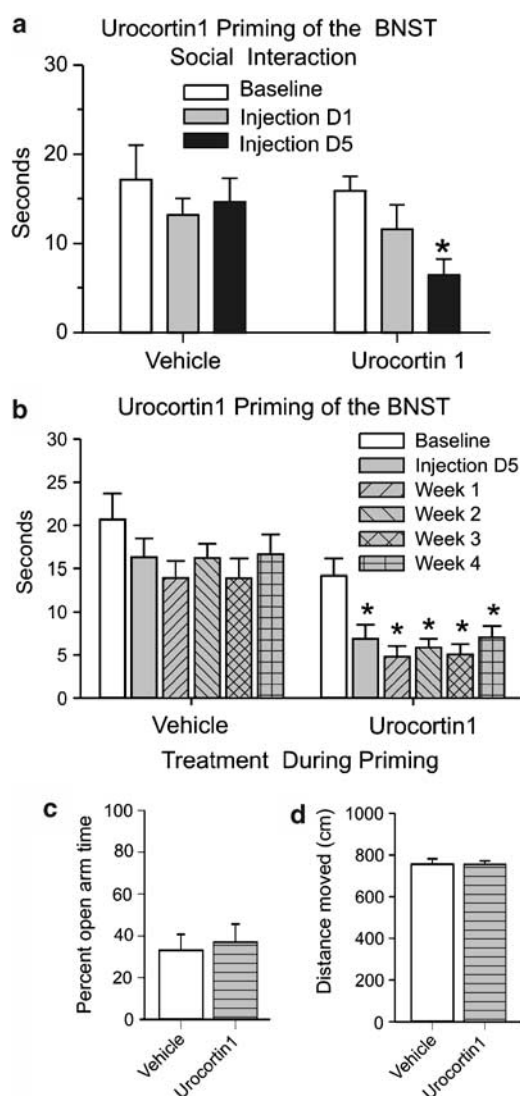 a
Urocortin1 Priming of the BNST
Social Interaction
Baseline
Injection D1
Injection D5
Seconds
30
20
10
0
*
Vehicle
Urocortin 1
b
Urocortin1 Priming of the BNST
Baseline
Injection D5
Week 1
Week 2
Week 3
Week 4
Seconds
30
25
20
15
10
5
0
* * * * *
Vehicle
Urocortin1
Treatment During Priming
c
Percent open arm time
100
80
60
40
20
0
Vehicle
Urocortin1
d
Distance moved (cm)
1000
800
600
400
200
0
Vehicle
Urocortin1